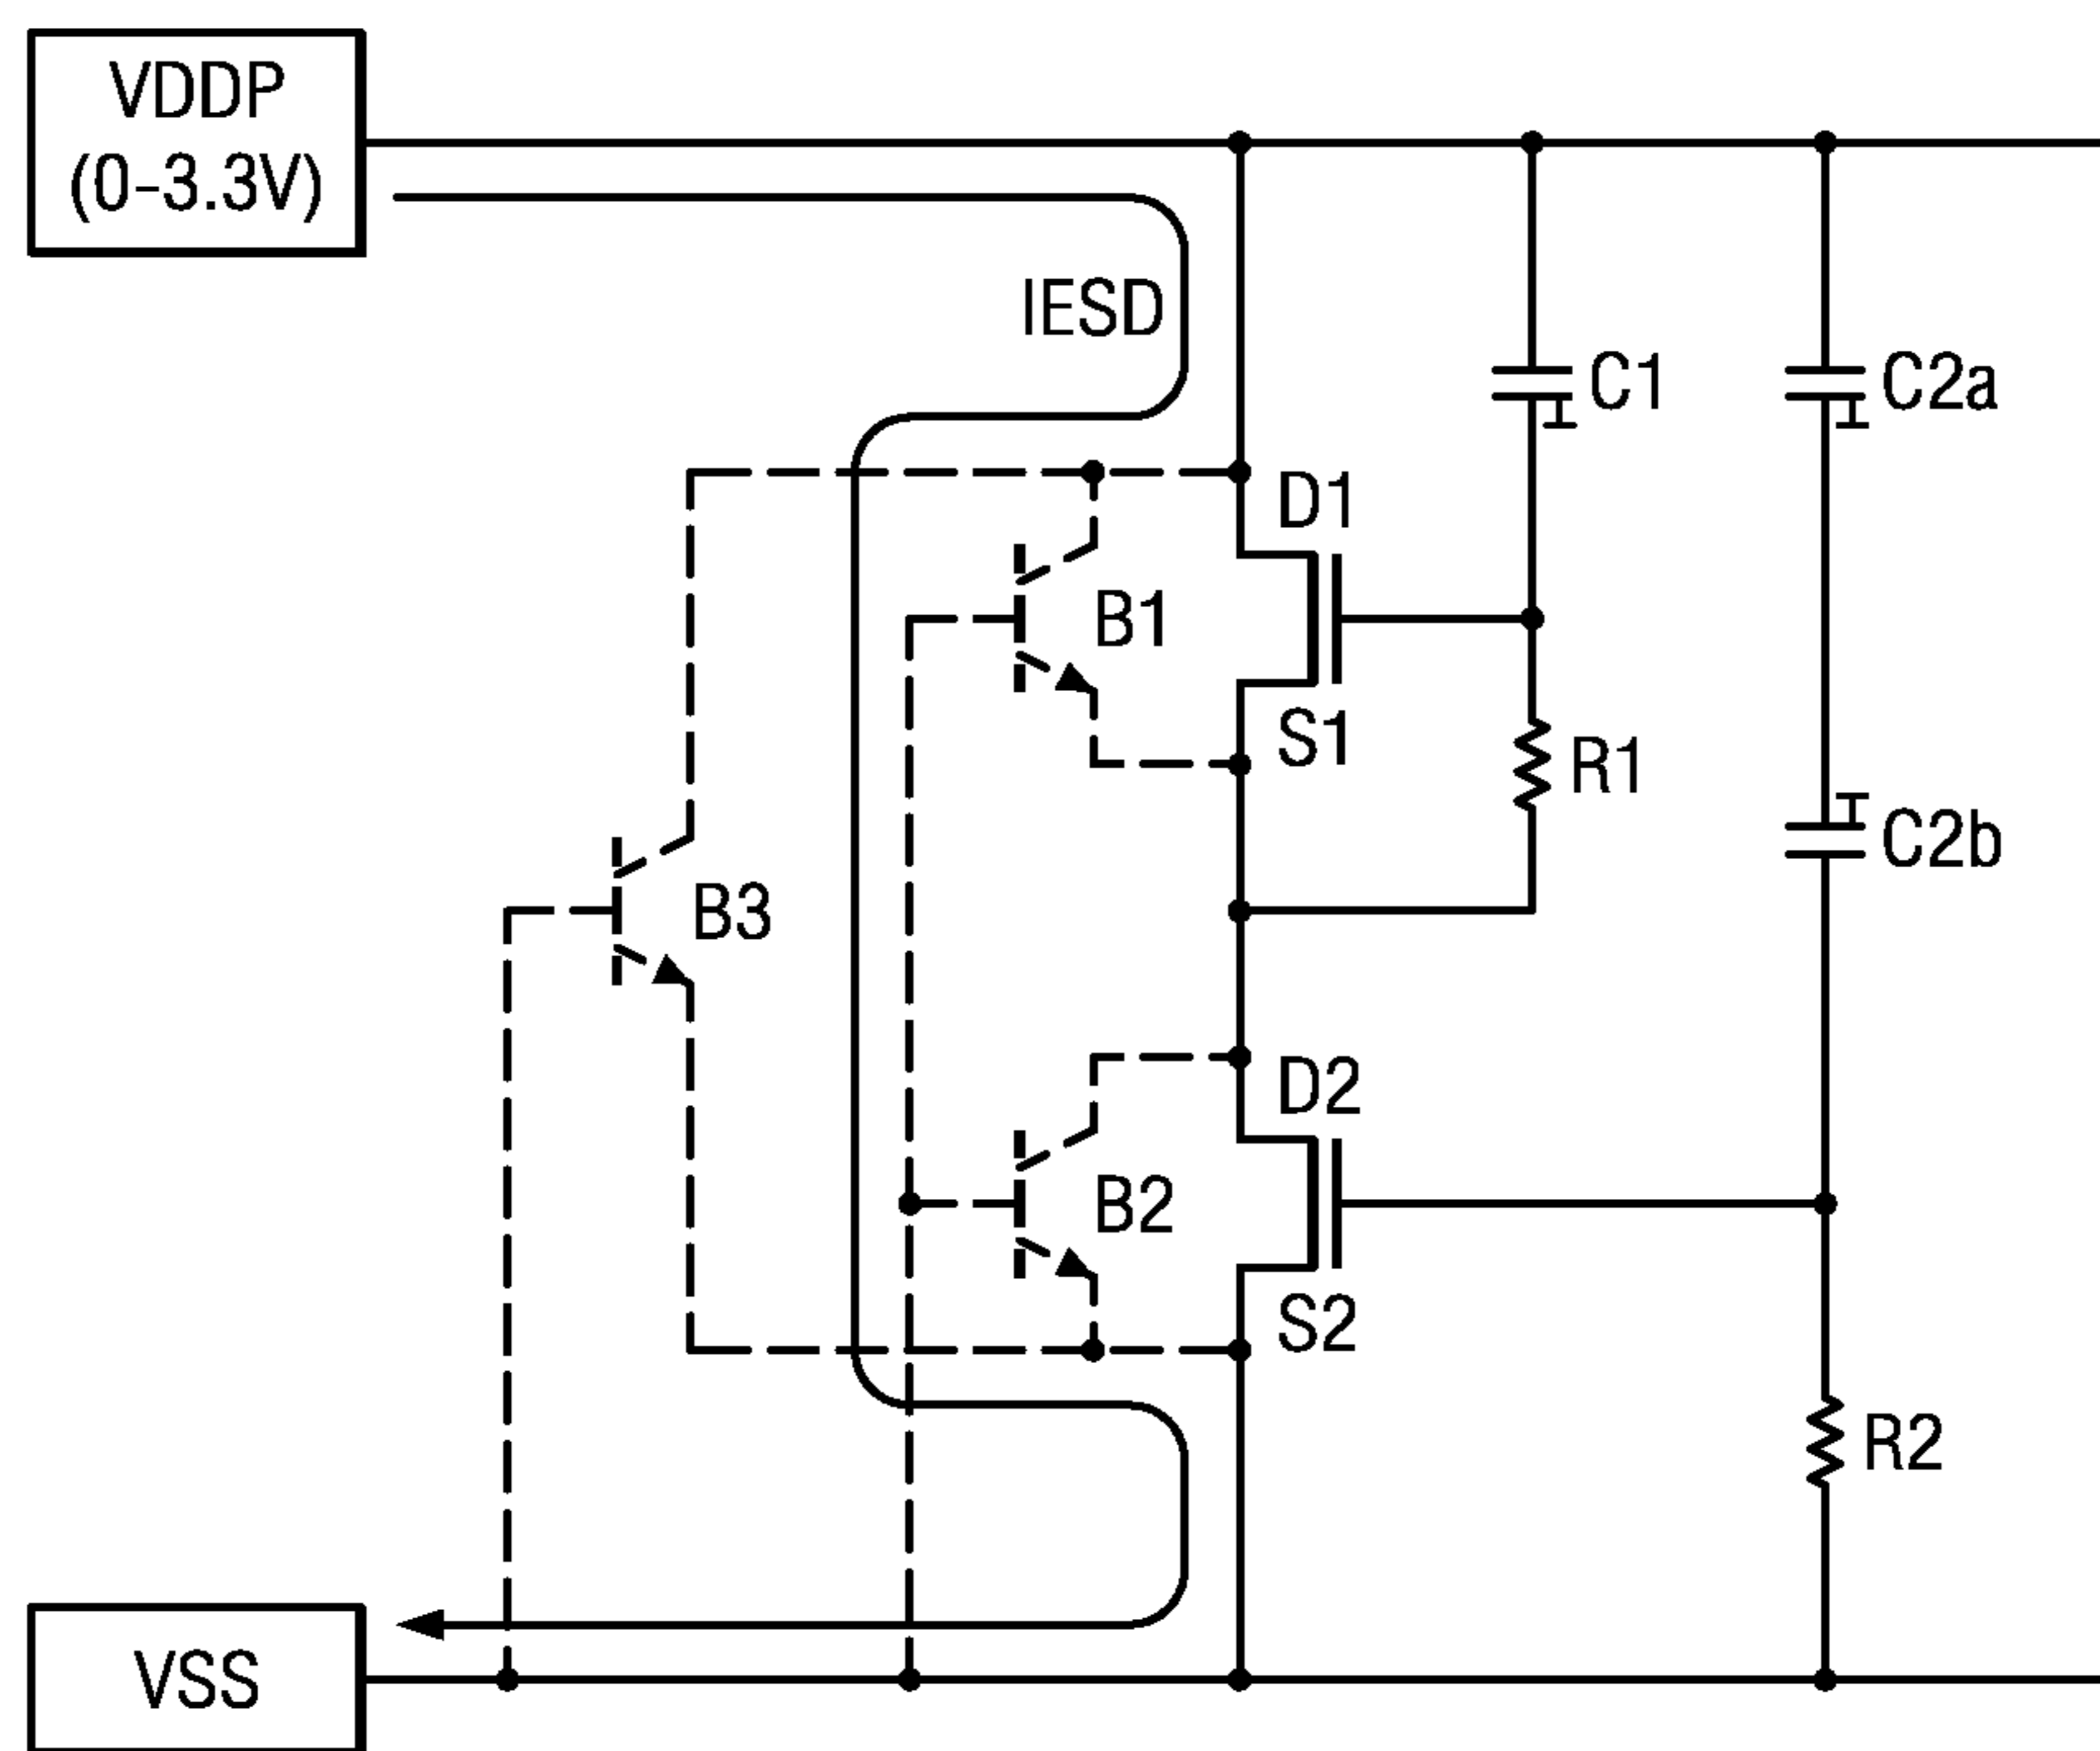 VDDP
(0-3.3V)
IESD
C1
C2a
D1
B1
S1
R1
C2b
B3
D2
B2
S2
R2
VSS